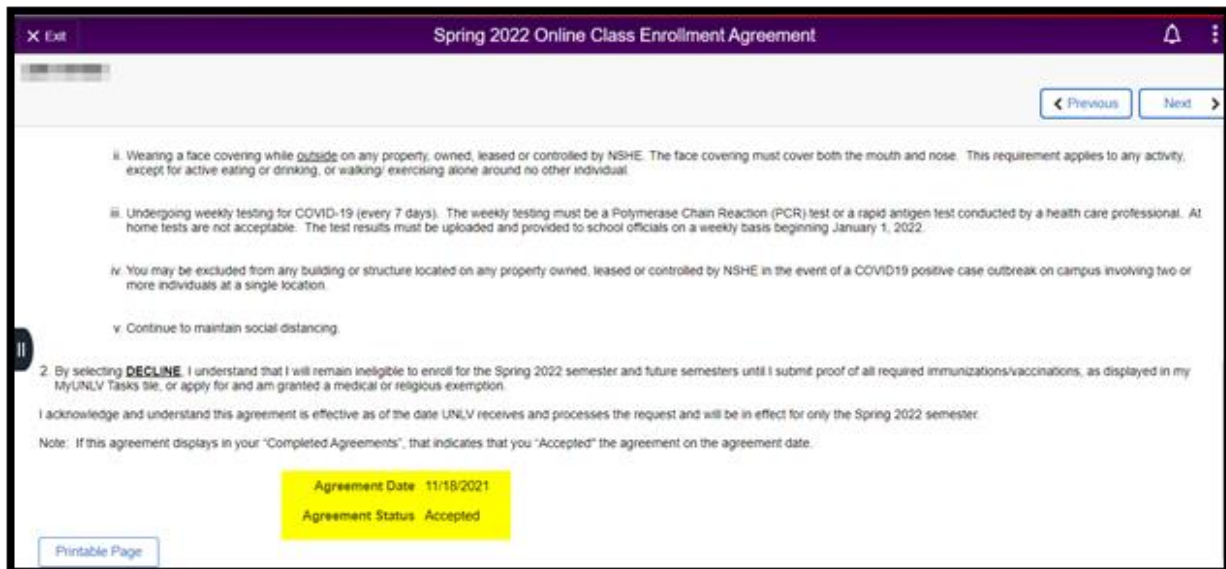 X Exit
Spring 2022 Online Class Enrollment Agreement
Previous
Next
ii. Wearing a face covering while outside on any property, owned, leased or controlled by NSHE. The face covering must cover both the mouth and nose. This requirement applies to any activity,
except for active eating or drinking, or walking/ exercising alone around no other individual.
iii. Undergoing weekly testing for COVID-19 (every 7 days). The weekly testing must be a Polymerase Chain Reaction (PCR) test or a rapid antigen test conducted by a health care professional. At
home tests are not acceptable. The test results must be uploaded and provided to school officials on a weekly basis beginning January 1, 2022.
iv. You may be excluded from any building or structure located on any property owned, leased or controlled by NSHE in the event of a COVID19 positive case outbreak on campus involving two or
more individuals at a single location.
v. Continue to maintain social distancing.
2. By selecting DECLINE, I understand that I will remain ineligible to enroll for the Spring 2022 semester and future semesters until I submit proof of all required immunizations/vaccinations, as displayed in my
MyUNLV Tasks tile, or apply for and am granted a medical or religious exemption.
I acknowledge and understand this agreement is effective as of the date UNLV receives and processes the request and will be in effect for only the Spring 2022 semester.
Note: If this agreement displays in your "Completed Agreements", that indicates that you "Accepted" the agreement on the agreement date.
Agreement Date 11/18/2021
Agreement Status Accepted
Printable Page